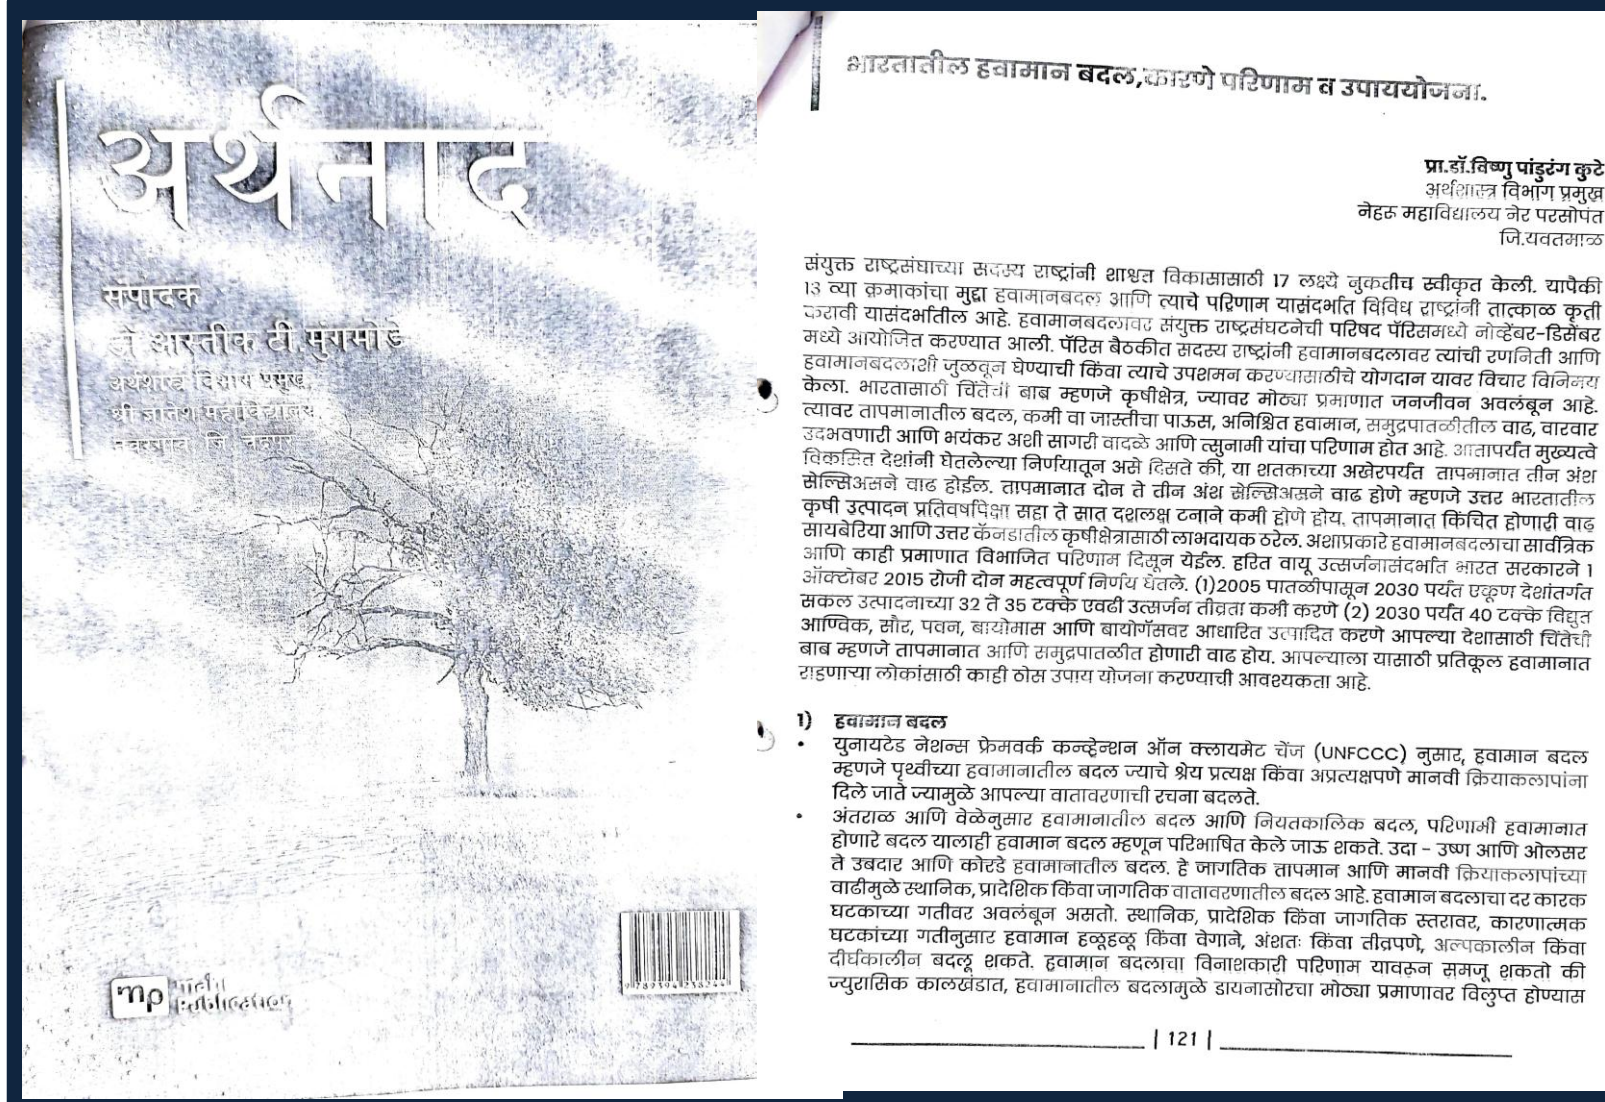 अर्थनाद
संपादक
डॉ आस्तीक टी. मुंगमोडे
अर्थशास्त्र विभाग प्रमुख,
श्री ज्ञानेश महाविद्यालय,
जि.
mp
Publication
भारतातील हवामान बदल,कारणे परिणाम व उपाययोजना.
प्रा.डॉ.विष्णु पांडुरंग कुटे
अर्थशास्त्र विभाग प्रमुख
नेहरू महाविद्यालय नेर परसोपंत
जि.यवतमाळ
संयुक्त राष्ट्रसंघाच्या सदस्य राष्ट्रांनी शाश्वत विकासासाठी 17 लक्ष्ये नुकतीच स्वीकृत केली. यापैकी
13 व्या क्रमाकांचा मुद्दा हवामानबदल आणि त्याचे परिणाम यासंदर्भात विविध राष्ट्रांनी तात्काळ कृती
करावी यासंदर्भातील आहे. हवामानबदलावर संयुक्त राष्ट्रसंघटनेची परिषद पॅरिसमध्ये नोव्हेंबर-डिसेंबर
मध्ये आयोजित करण्यात आली. पॅरिस बैठकीत सदस्य राष्ट्रांनी हवामानबदलावर त्यांची रणनिती आणि
हवामानबदलाशी जुळवून घेण्याची किंवा त्याचे उपशमन करण्यासाठीचे योगदान यावर विचार विनिमय
केला. भारतासाठी चिंतेची बाब म्हणजे कृषीक्षेत्र, ज्यावर मोठ्या प्रमाणात जनजीवन अवलंबून आहे.
त्यावर तापमानातील बदल, कमी वा जास्तीचा पाऊस, अनिश्चित हवामान, समुद्रपातळीतील वाढ, वारवार
उदभवणारी आणि भयंकर अशी सागरी वादळे आणि त्सुनामी यांचा परिणाम होत आहे. आतापर्यंत मुख्यत्वे
विकसित देशांनी घेतलेल्या निर्णयातून असे दिसते की, या शतकाच्या अखेरपर्यंत तापमानात तीन अंश
सेल्सिअसने वाढ होईल. तापमानात दोन ते तीन अंश सेल्सिअसने वाढ होणे म्हणजे उत्तर भारतातील
कृषी उत्पादन प्रतिवर्षापेक्षा सहा ते सात दशलक्ष टनाने कमी होणे होय. तापमानात किंचित होणारी वाढ
सायबेरिया आणि उत्तर कॅनडातील कृषीक्षेत्रासाठी लाभदायक ठरेल. अशाप्रकारे हवामानबदलाचा सार्वत्रिक
आणि काही प्रमाणात विभाजित परिणाम दिसून येईल. हरित वायू उत्सर्जनासंदर्भात भारत सरकारने 1
ऑक्टोबर 2015 रोजी दोन महत्वपूर्ण निर्णय घेतले. (1)2005 पातळीपासून 2030 पर्यंत एकूण देशांतर्गत
सकल उत्पादनाच्या 32 ते 35 टक्के एवढी उत्सर्जन तीव्रता कमी करणे (2) 2030 पर्यंत 40 टक्के विद्युत
आण्विक, सौर, पवन, बायोमास आणि बायोगॅसवर आधारित उत्पादित करणे आपल्या देशासाठी चिंतेची
बाब म्हणजे तापमानात आणि समुद्रपातळीत होणारी वाढ होय. आपल्याला यासाठी प्रतिकूल हवामानात
राहणाऱ्या लोकांसाठी काही ठोस उपाय योजना करण्याची आवश्यकता आहे.
1) हवामान बदल
• युनायटेड नेशन्स फ्रेमवर्क कन्व्हेन्शन ऑन क्लायमेट चेंज (UNFCCC) नुसार, हवामान बदल
म्हणजे पृथ्वीच्या हवामानातील बदल ज्याचे श्रेय प्रत्यक्ष किंवा अप्रत्यक्षपणे मानवी क्रियाकलापांना
दिले जाते ज्यामुळे आपल्या वातावरणाची रचना बदलते.
• अंतराळ आणि वेळेनुसार हवामानातील बदल आणि नियतकालिक बदल, परिणामी हवामानात
होणारे बदल यालाही हवामान बदल म्हणून परिभाषित केले जाऊ शकते. उदा - उष्ण आणि ओलसर
ते उबदार आणि कोरडे हवामानातील बदल. हे जागतिक तापमान आणि मानवी क्रियाकलापांच्या
वाढीमुळे स्थानिक, प्रादेशिक किंवा जागतिक वातावरणातील बदल आहे. हवामान बदलाचा दर कारक
घटकाच्या गतीवर अवलंबून असतो. स्थानिक, प्रादेशिक किंवा जागतिक स्तरावर, कारणात्मक
घटकांच्या गतीनुसार हवामान हळूहळू किंवा वेगाने, अंशतः किंवा तीव्रपणे, अल्पकालीन किंवा
दीर्घकालीन बदलू शकते. हवामान बदलाचा विनाशकारी परिणाम यावरून समजू शकतो की
ज्युरासिक कालखंडात, हवामानातील बदलामुळे डायनासोरचा मोठ्या प्रमाणावर विलुप्त होण्यास
| 121 |